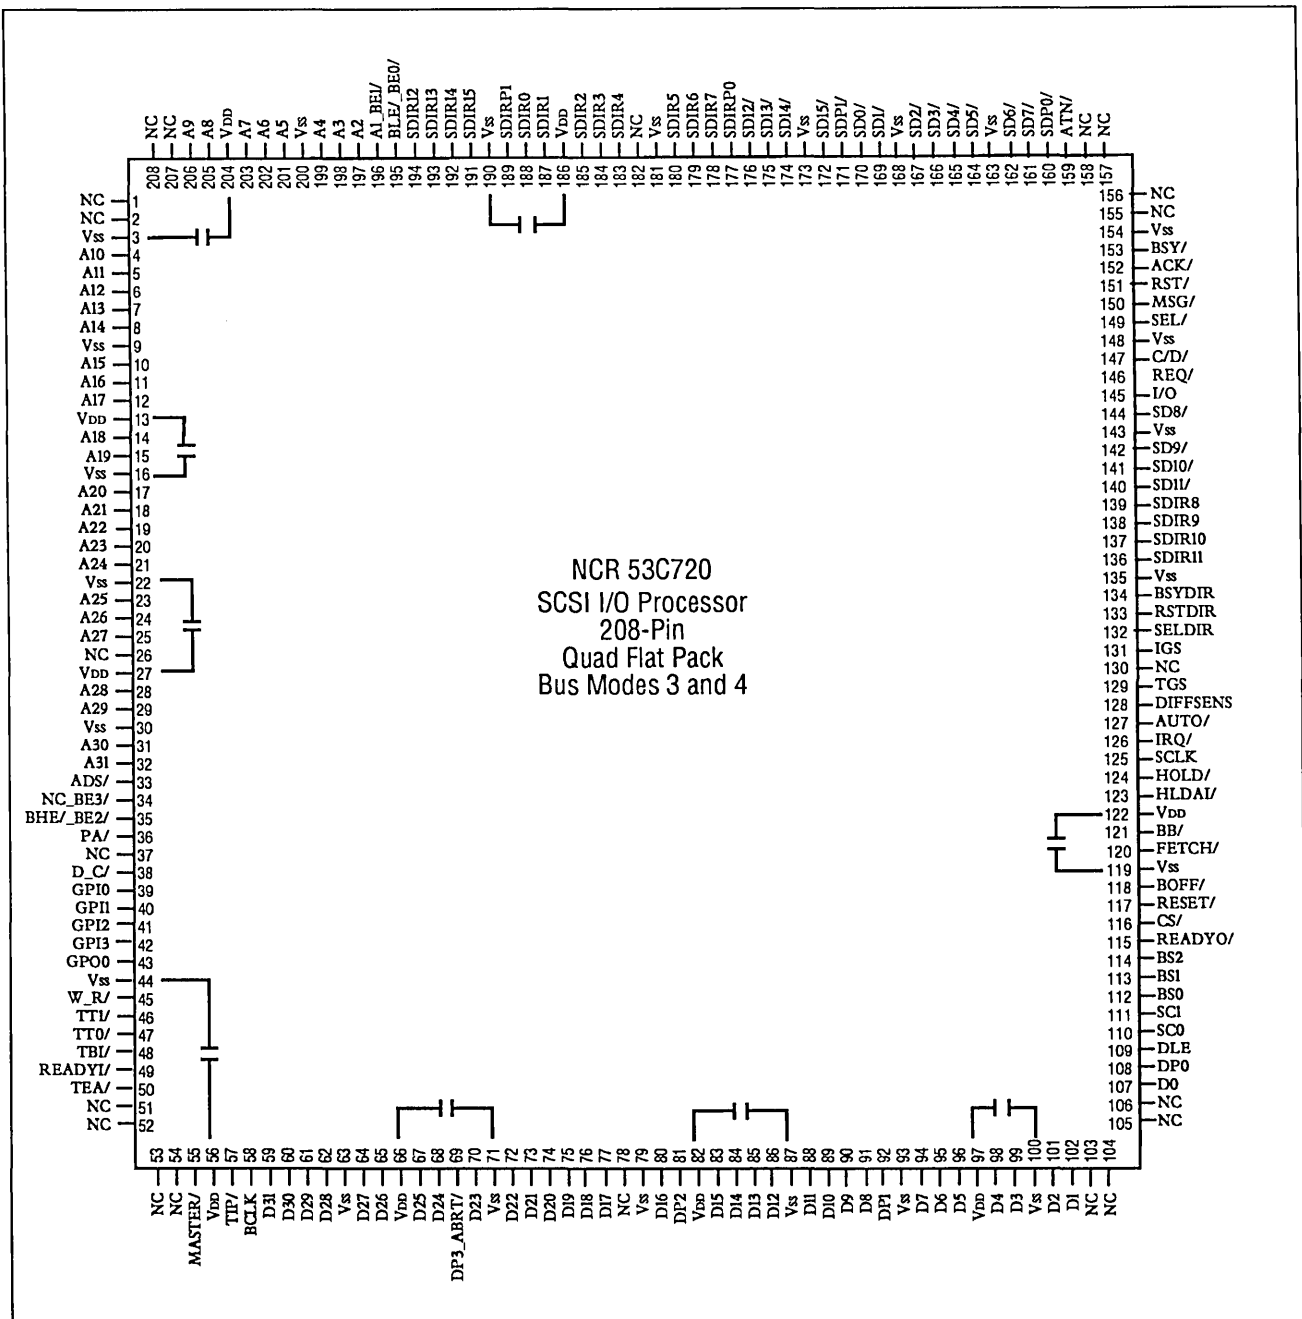 NC 208
NC 207
A9 206
A8 205
VDD 204
A7 203
A6 202
A5 201
Vss 200
A4 199
A3 198
A2 197
A1_BE1/ 196
BLE/_BE0/ 195
SDIR12 194
SDIR13 193
SDIR14 192
SDIR15 191
Vss 190
SDIRP1 189
SDIR0 188
SDIR1 187
VDD 186
SDIR2 185
SDIR3 184
SDIR4 183
NC 182
Vss 181
SDIR5 180
SDIR6 179
SDIR7 178
SDIRP0 177
SD12/ 176
SD13/ 175
SD14/ 174
Vss 173
SD15/ 172
SDP1/ 171
SD0/ 170
SD1/ 169
Vss 168
SD2/ 167
SD3/ 166
SD4/ 165
SD5/ 164
Vss 163
SD6/ 162
SD7/ 161
SDP0/ 160
ATN/ 159
NC 158
NC 157
NC 1
NC 2
Vss 3
A10 4
A11 5
A12 6
A13 7
A14 8
Vss 9
A15 10
A16 11
A17 12
VDD 13
A18 14
A19 15
Vss 16
A20 17
A21 18
A22 19
A23 20
A24 21
Vss 22
A25 23
A26 24
A27 25
NC 26
VDD 27
A28 28
A29 29
Vss 30
A30 31
A31 32
ADS/ 33
NC_BE3/ 34
BHE/_BE2/ 35
PA/ 36
NC 37
D_C/ 38
GPI0 39
GPI1 40
GPI2 41
GPI3 42
GPO0 43
Vss 44
W_R/ 45
TT1/ 46
TT0/ 47
TBI/ 48
READYI/ 49
TEA/ 50
NC 51
NC 52
NCR 53C720
SCSI I/O Processor
208-Pin
Quad Flat Pack
Bus Modes 3 and 4
156 NC
155 NC
154 Vss
153 BSY/
152 ACK/
151 RST/
150 MSG/
149 SEL/
148 Vss
147 C/D/
146 REQ/
145 I/O
144 SD8/
143 Vss
142 SD9/
141 SD10/
140 SD11/
139 SDIR8
138 SDIR9
137 SDIR10
136 SDIR11
135 Vss
134 BSYDIR
133 RSTDIR
132 SELDIR
131 IGS
130 NC
129 TGS
128 DIFFSENS
127 AUTO/
126 IRQ/
125 SCLK
124 HOLD/
123 HLDAI/
122 VDD
121 BB/
120 FETCH/
119 Vss
118 BOFF/
117 RESET/
116 CS/
115 READYO/
114 BS2
113 BS1
112 BS0
111 SC1
110 SC0
109 DLE
108 DP0
107 D0
106 NC
105 NC
53 NC
54 NC
55 MASTER/
56 VDD
57 TIP/
58 BCLK
59 D31
60 D30
61 D29
62 D28
63 Vss
64 D27
65 D26
66 VDD
67 D25
68 D24
69 DP3_ABRT/
70 D23
71 Vss
72 D22
73 D21
74 D20
75 D19
76 D18
77 D17
78 NC
79 Vss
80 D16
81 DP2
82 VDD
83 D15
84 D14
85 D13
86 D12
87 Vss
88 D11
89 D10
90 D9
91 D8
92 DP1
93 Vss
94 D7
95 D6
96 D5
97 VDD
98 D4
99 D3
100 Vss
101 D2
102 D1
103 NC
104 NC